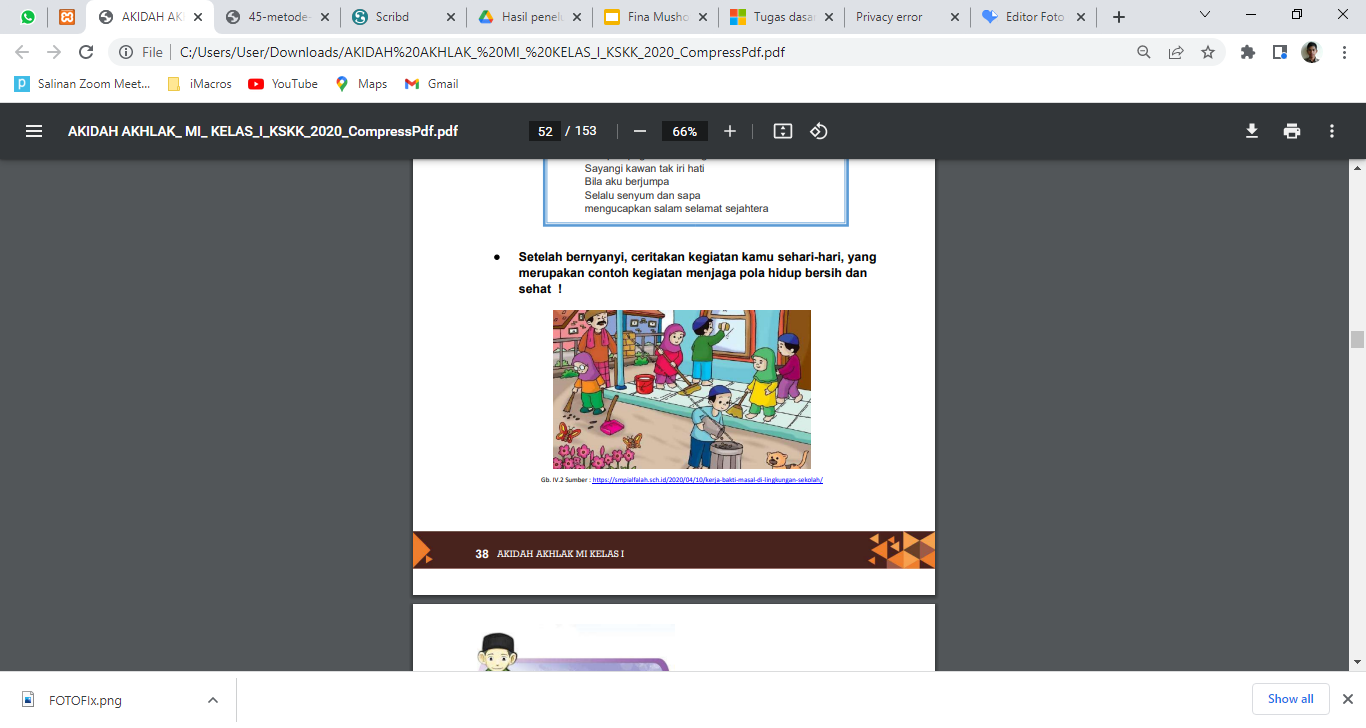 AKIDAH AK
45-metode-
Scribd
Hasil penel
Fina Musho
Tugas dasa
Privacy error
Editor Foto
File
C:/Users/User/Downloads/AKIDAH%20AKHLAK_%20MI_%20KELAS_I_KSKK_2020_CompressPdf.pdf
Salinan Zoom Meet...
iMacros
YouTube
Maps
Gmail
AKIDAH AKHLAK_ MI_ KELAS_I_KSKK_2020_CompressPdf.pdf
52 / 153
66%
Sayangi kawan tak iri hati
Bila aku berjumpa
Selalu senyum dan sapa
mengucapkan salam selamat sejahtera
• Setelah bernyanyi, ceritakan kegiatan kamu sehari-hari, yang
merupakan contoh kegiatan menjaga pola hidup bersih dan
sehat !
Gb. IV.2 Sumber : https://smpialfalah.sch.id/2020/04/10/kerja-bakti-masal-di-lingkungan-sekolah/
38 AKIDAH AKHLAK MI KELAS I
FOTOFIx.png
Show all